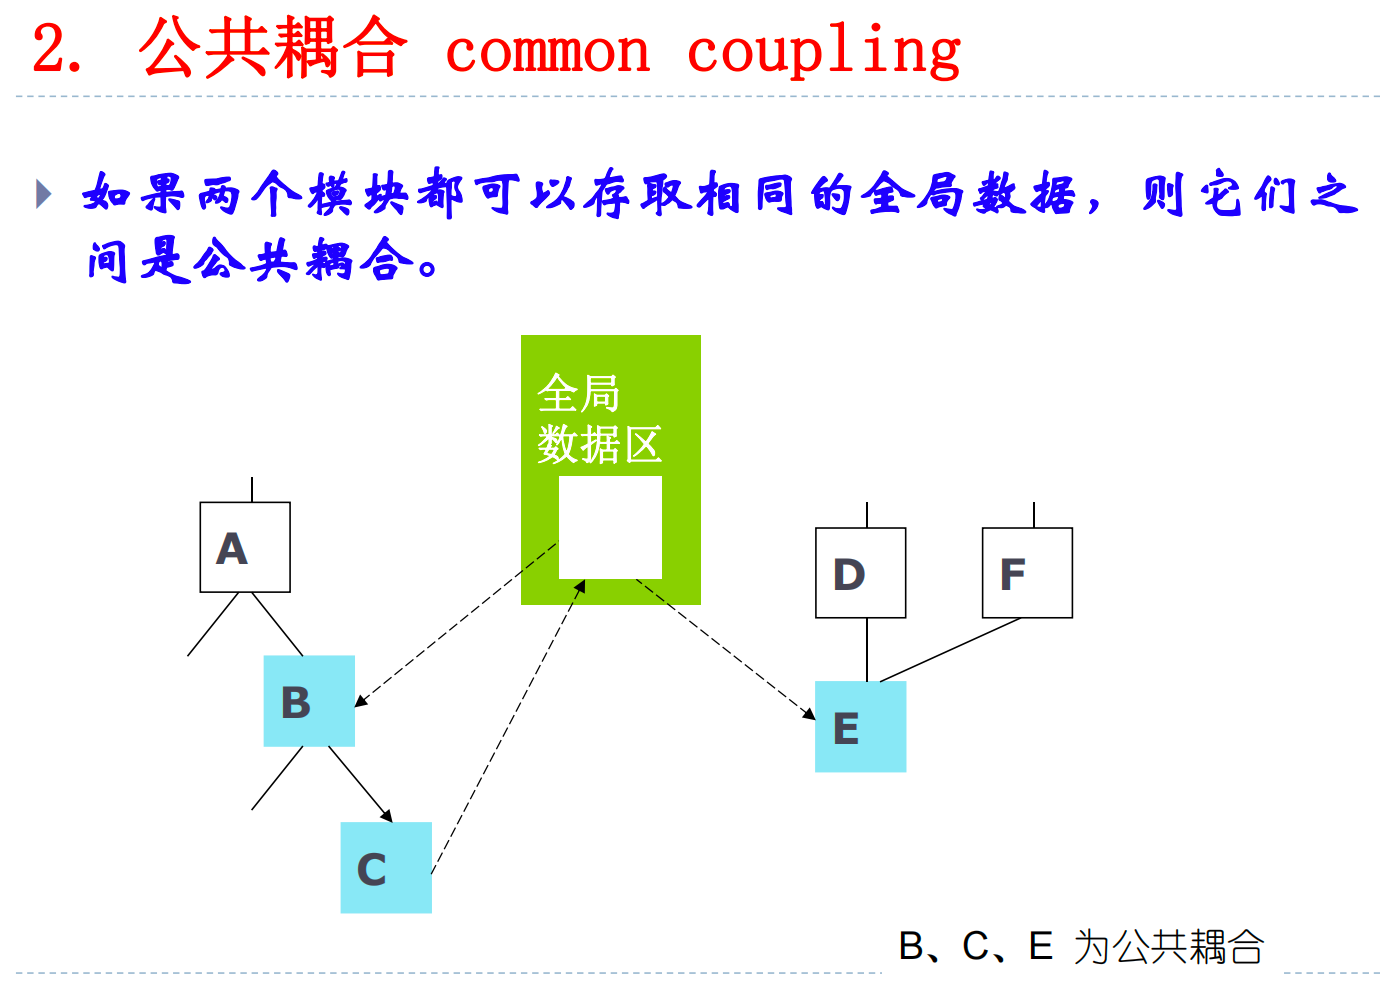 2. 公共耦合 common coupling
如果两个模块都可以存取相同的全局数据，则它们之
间是公共耦合。
全局
数据区
A
D
F
B
E
C
B、C、E 为公共耦合